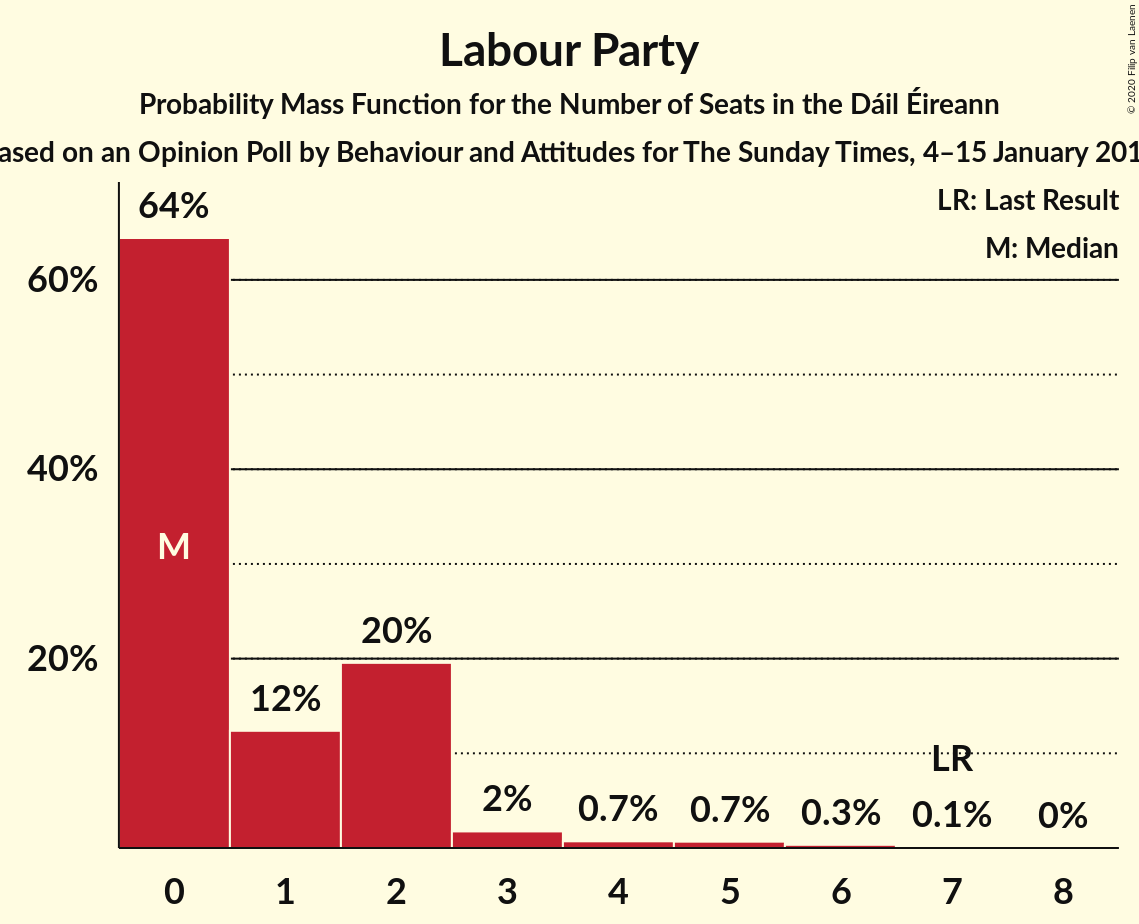 Labour Party
Probability Mass Function for the Number of Seats in the Dáil Éireann
on an Opinion Poll by Behaviour and Attitudes for The Sunday Times, 4–15 January
© 2020 Filip van Laenen
LR: Last Result
M: Median
64%
60%
40%
M
20%
20%
12%
LR
2%
0.7%
0.7%
0.3%
0.1%
0%
0 1 2 3 4 5 6 7 8